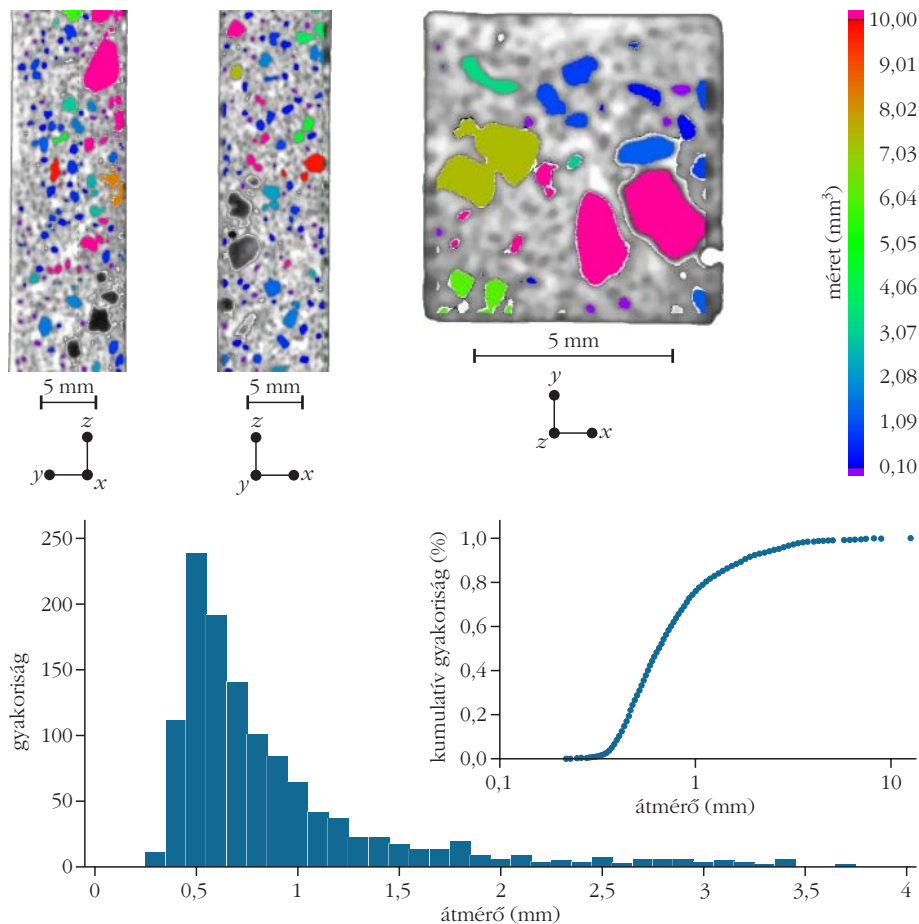 5 mm
z
y
x
5 mm
z
y
x
5 mm
y
z
x
méret (mm³)
10,00
9,01
8,02
7,03
6,04
5,05
4,06
3,07
2,08
1,09
0,10
gyakoriság
250
200
150
100
50
0
0
0,5
1
1,5
2
2,5
3
3,5
4
átmérő (mm)
kumulatív gyakoriság (%)
1,0
0,8
0,6
0,4
0,2
0,0
0,1
1
10
átmérő (mm)